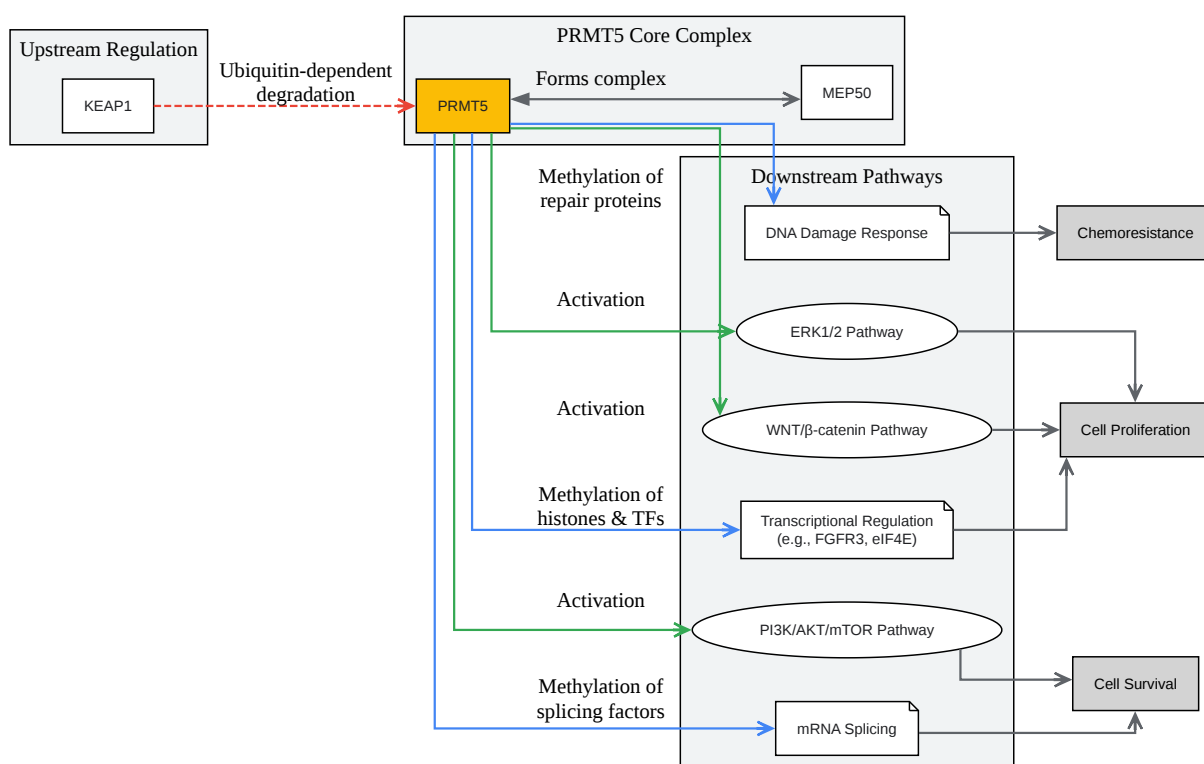 Upstream Regulation
KEAP1
Ubiquitin-dependent
degradation
PRMT5 Core Complex
PRMT5
Forms complex
MEP50
Downstream Pathways
Methylation of
repair proteins
DNA Damage Response
Chemoresistance
Activation
ERK1/2 Pathway
Activation
WNT/β-catenin Pathway
Cell Proliferation
Methylation of
histones & TFs
Transcriptional Regulation
(e.g., FGFR3, eIF4E)
Activation
PI3K/AKT/mTOR Pathway
Cell Survival
Methylation of
splicing factors
mRNA Splicing